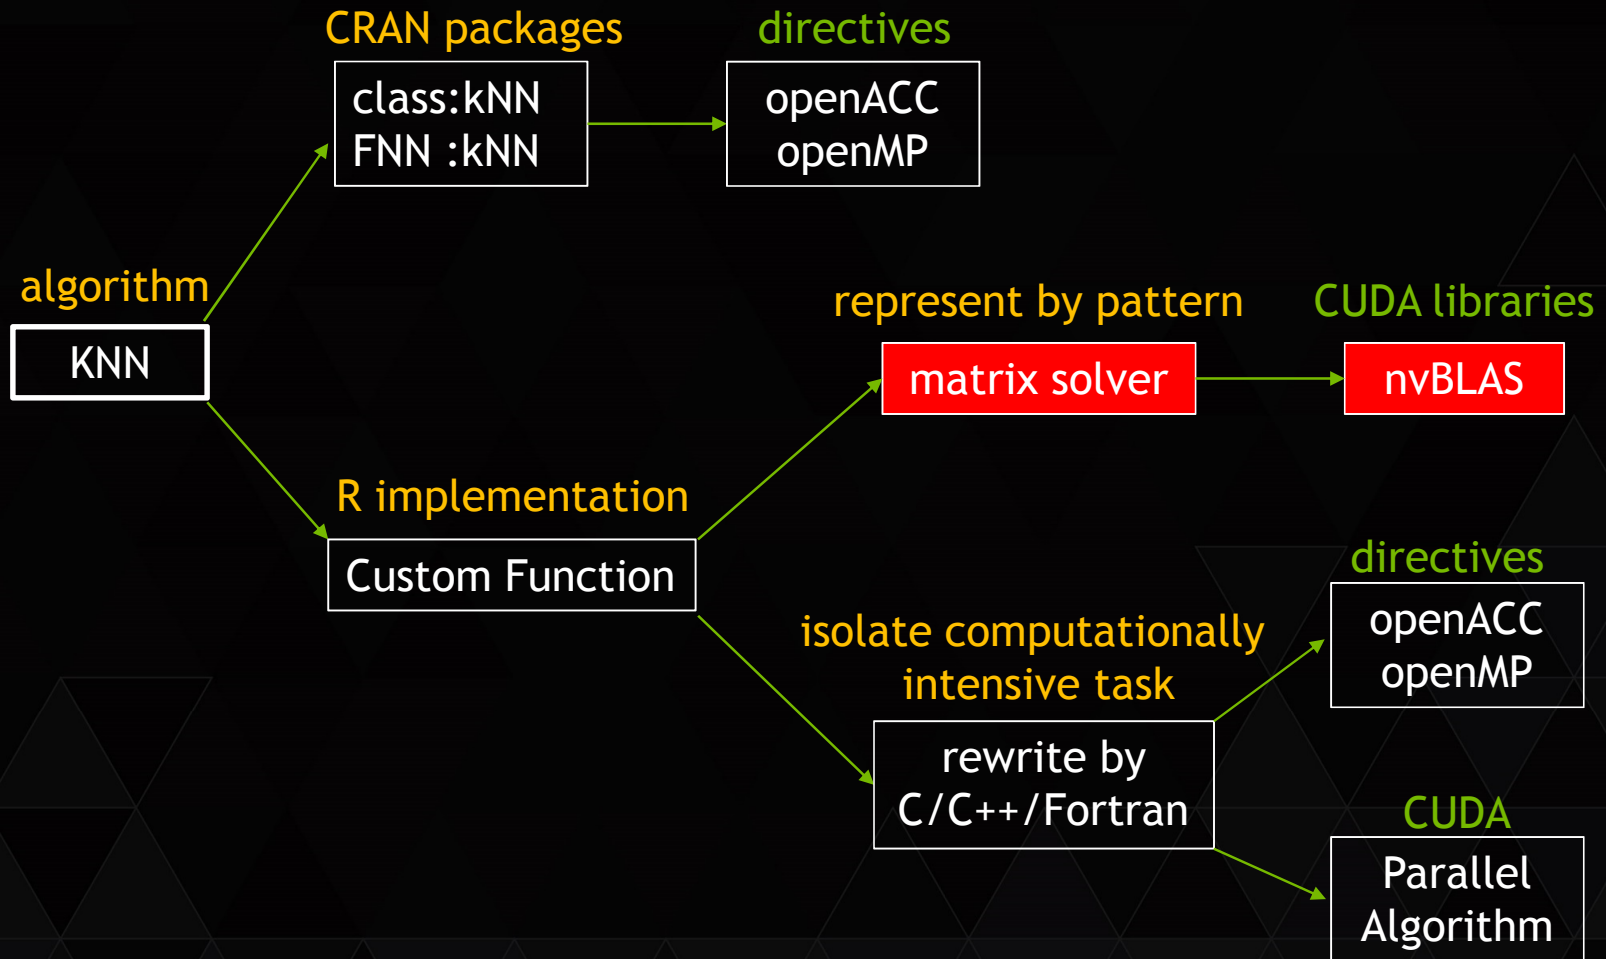 CRAN packages
directives
class:kNN
FNN :kNN
openACC
openMP
algorithm
KNN
represent by pattern
CUDA libraries
matrix solver
nvBLAS
R implementation
Custom Function
directives
openACC
openMP
isolate computationally
intensive task
rewrite by
C/C++/Fortran
CUDA
Parallel
Algorithm